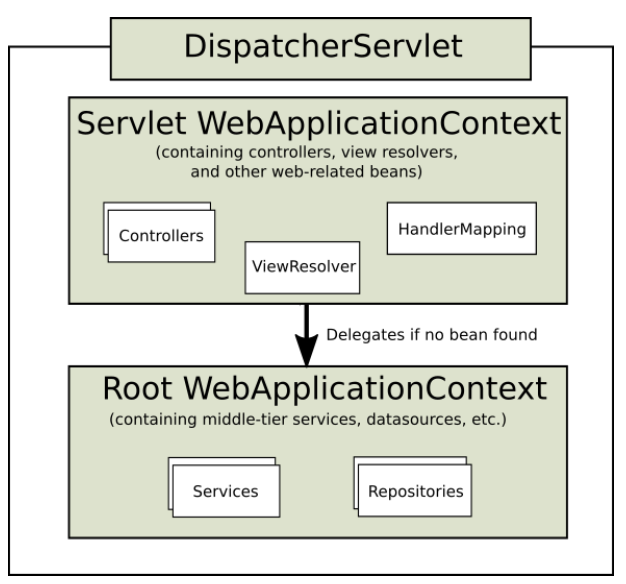 DispatcherServlet
Servlet WebApplicationContext
(containing controllers, view resolvers,
and other web-related beans)
Controllers
HandlerMapping
ViewResolver
Delegates if no bean found
Root WebApplicationContext
(containing middle-tier services, datasources, etc.)
Services
Repositories